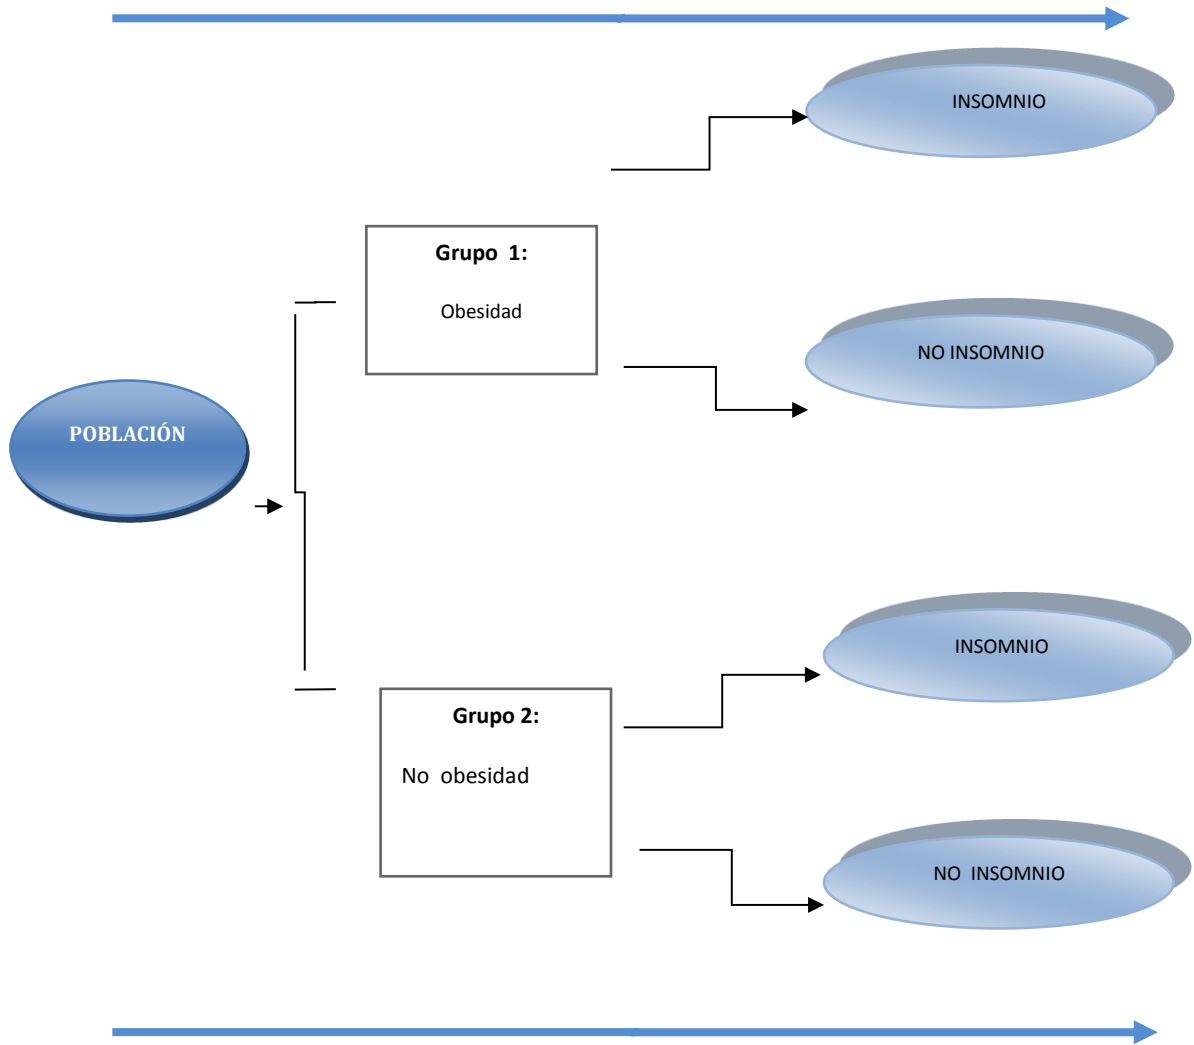 INSOMNIO
Grupo  1:
Obesidad
NO INSOMNIO
POBLACIÓN
INSOMNIO
Grupo 2:
No  obesidad
NO  INSOMNIO